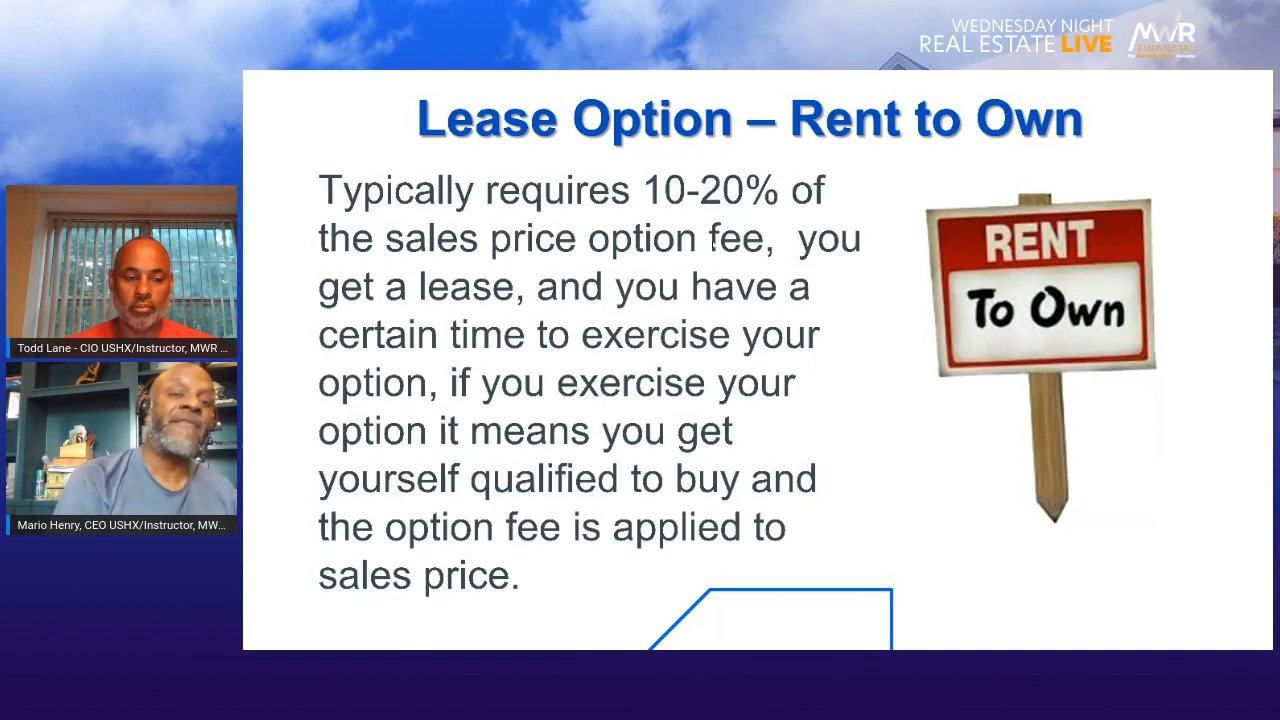 WEDNESDAY NIGHT
REAL ESTATE LIVE
MWR
FINANCIAL
Lease Option – Rent to Own
Typically requires 10-20% of
the sales price option fee,  you
get a lease, and you have a
certain time to exercise your
option, if you exercise your
option it means you get
yourself qualified to buy and
the option fee is applied to
sales price.
RENT
To Own
Todd Lane - CIO USHX/Instructor, MWR ...
Mario Henry, CEO USHX/Instructor, MW...